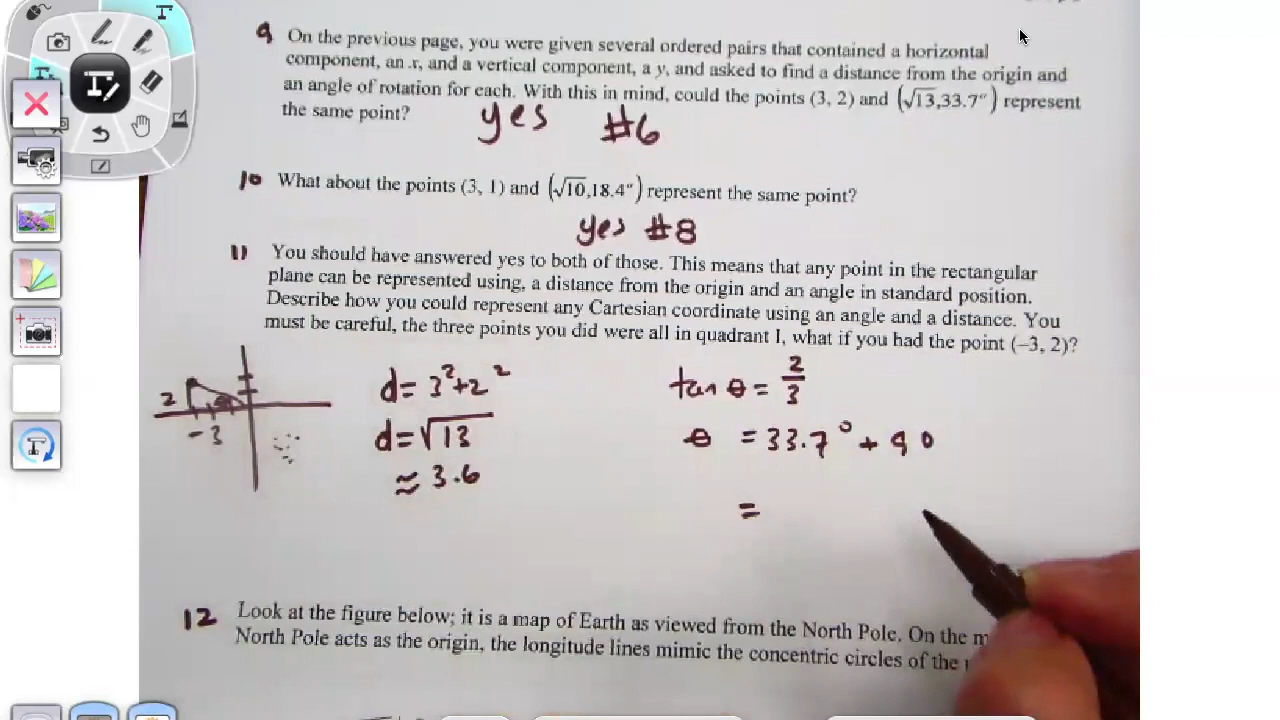 9 On the previous page, you were given several ordered pairs that contained a horizontal
component, an x, and a vertical component, a y, and asked to find a distance from the origin and
an angle of rotation for each. With this in mind, could the points (3, 2) and (√13,33.7°) represent
the same point? yes #6
10 What about the points (3, 1) and (√10,18.4°) represent the same point?
yes #8
11 You should have answered yes to both of those. This means that any point in the rectangular
plane can be represented using, a distance from the origin and an angle in standard position.
Describe how you could represent any Cartesian coordinate using an angle and a distance. You
must be careful, the three points you did were all in quadrant I, what if you had the point (−3, 2)?
2
-3
d= 3²+2²
d=√13
≈ 3.6
tan θ = 2/3
θ = 33.7° + 90
=
12 Look at the figure below; it is a map of Earth as viewed from the North Pole. On the m
North Pole acts as the origin, the longitude lines mimic the concentric circles of the